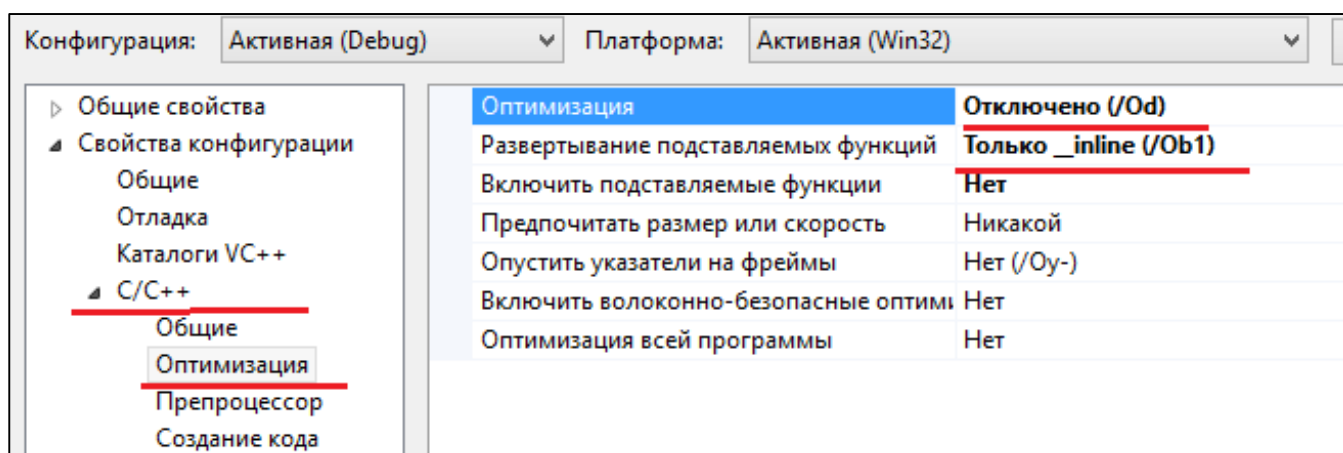 Конфигурация: Активная (Debug) Платформа: Активная (Win32)
Общие свойства
Свойства конфигурации
Общие
Отладка
Каталоги VC++
C/C++
Общие
Оптимизация
Препроцессор
Создание кода
Оптимизация Отключено (/Od)
Развертывание подставляемых функций Только __inline (/Ob1)
Включить подставляемые функции Нет
Предпочитать размер или скорость Никакой
Опустить указатели на фреймы Нет (/Oy-)
Включить волоконно-безопасные оптими Нет
Оптимизация всей программы Нет